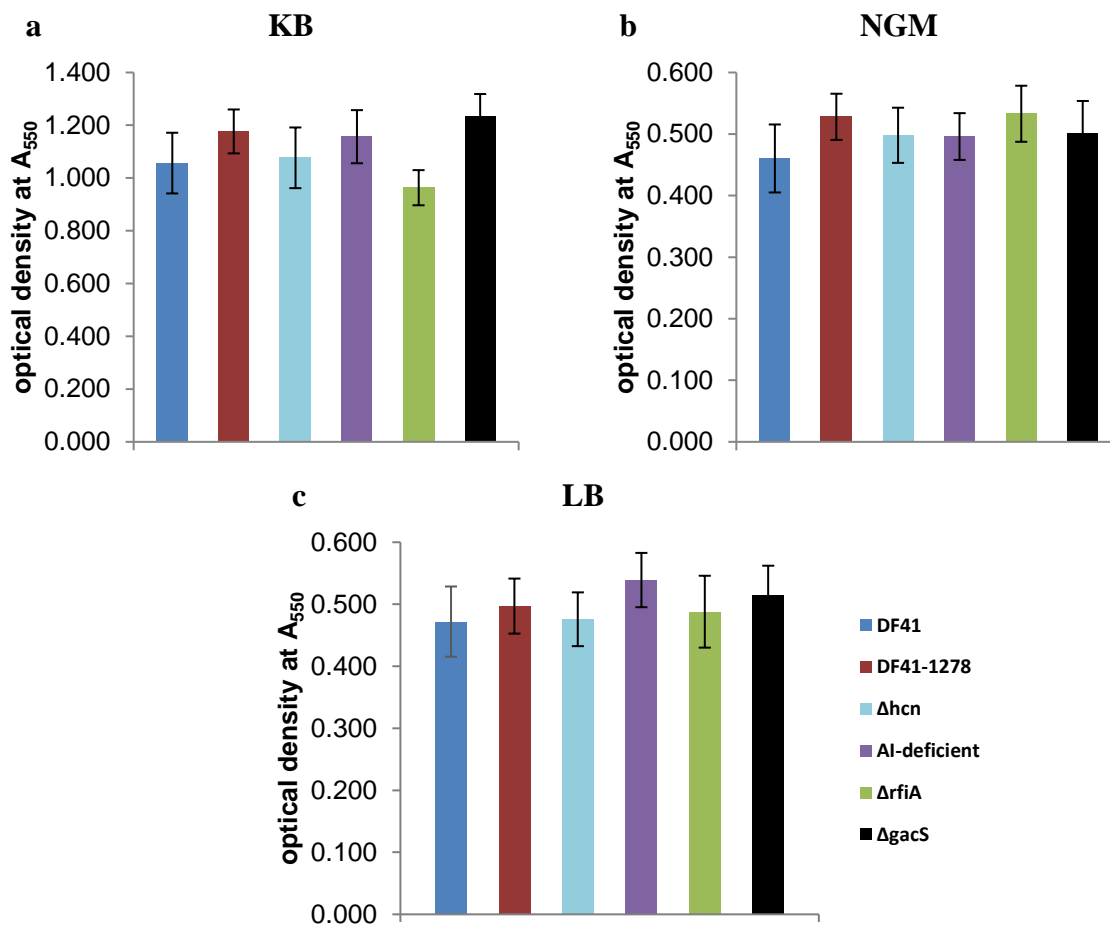 a KB
optical density at A550
1.400
1.200
1.000
0.800
0.600
0.400
0.200
0.000
b NGM
optical density at A550
0.600
0.500
0.400
0.300
0.200
0.100
0.000
c LB
optical density at A550
0.600
0.500
0.400
0.300
0.200
0.100
0.000
DF41
DF41-1278
Δhcn
AI-deficient
ΔrfiA
ΔgacS